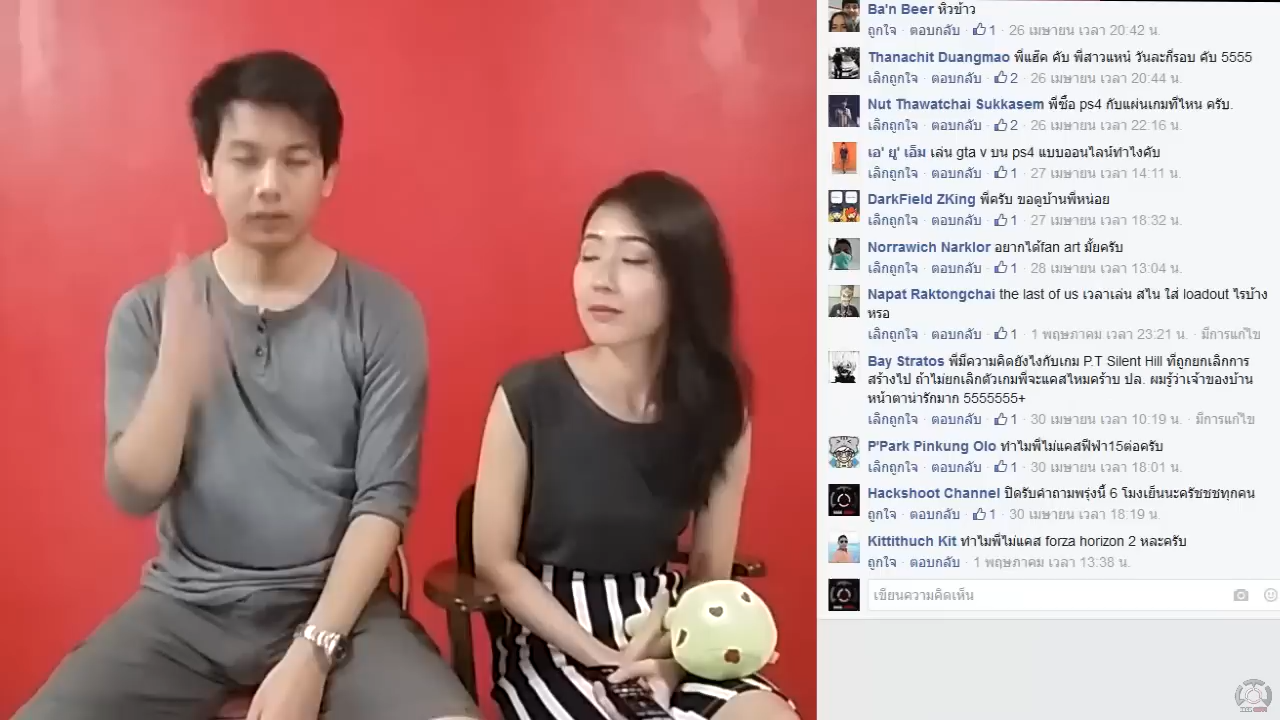 Ba'n Beer หิวข้าว
ถูกใจ · ตอบกลับ · 1 · 26 เมษายน เวลา 20:42 น.
Thanachit Duangmao พี่แฮ๊ค คับ พี่สาวแหน่ วันละกี่รอบ คับ 5555
เลิกถูกใจ · ตอบกลับ · 2 · 26 เมษายน เวลา 20:44 น.
Nut Thawatchai Sukkasem พี่ซื้อ ps4 กับแผ่นเกมที่ไหน ครับ.
เลิกถูกใจ · ตอบกลับ · 2 · 26 เมษายน เวลา 22:16 น.
เอ' ยู' เอ็ม เล่น gta v บน ps4 แบบออนไลน์ทำไงคับ
เลิกถูกใจ · ตอบกลับ · 1 · 27 เมษายน เวลา 14:11 น.
DarkField ZKing พี่ครับ ขอดูบ้านพี่หน่อย
เลิกถูกใจ · ตอบกลับ · 1 · 27 เมษายน เวลา 18:32 น.
Norrawich Narklor อยากได้fan art มั้ยครับ
เลิกถูกใจ · ตอบกลับ · 1 · 28 เมษายน เวลา 13:04 น.
Napat Raktongchai the last of us เวลาเล่น สไน ใส่ loadout ไรบ้าง
หรอ
เลิกถูกใจ · ตอบกลับ · 1 · 1 พฤษภาคม เวลา 23:21 น. · มีการแก้ไข
Bay Stratos พี่มีความคิดยังไงกับเกม P.T Silent Hill ที่ถูกยกเลิกการ
สร้างไป ถ้าไม่ยกเลิกตัวเกมพี่จะแคสไหมคร้าบ ปล. ผมรู้ว่าเจ้าของบ้าน
หน้าตาน่ารักมาก 5555555+
เลิกถูกใจ · ตอบกลับ · 1 · 30 เมษายน เวลา 10:19 น. · มีการแก้ไข
P'Park Pinkung Olo ทำไมพี่ไม่แคสฟีฟ่า15ต่อครับ
เลิกถูกใจ · ตอบกลับ · 1 · 30 เมษายน เวลา 18:01 น.
Hackshoot Channel ปิดรับคำถามพรุ่งนี้ 6 โมงเย็นนะครัชชชทุกคน
ถูกใจ · ตอบกลับ · 1 · 30 เมษายน เวลา 18:19 น.
Kittithuch Kit ทำไมพี่ไม่แคส forza horizon 2 หละครับ
ถูกใจ · ตอบกลับ · 1 พฤษภาคม เวลา 13:38 น.
เขียนความคิดเห็น